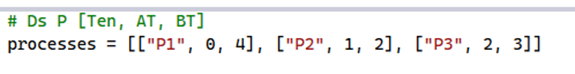 # Ds P [Ten, AT, BT]
processes = [["P1", 0, 4], ["P2", 1, 2], ["P3", 2, 3]]